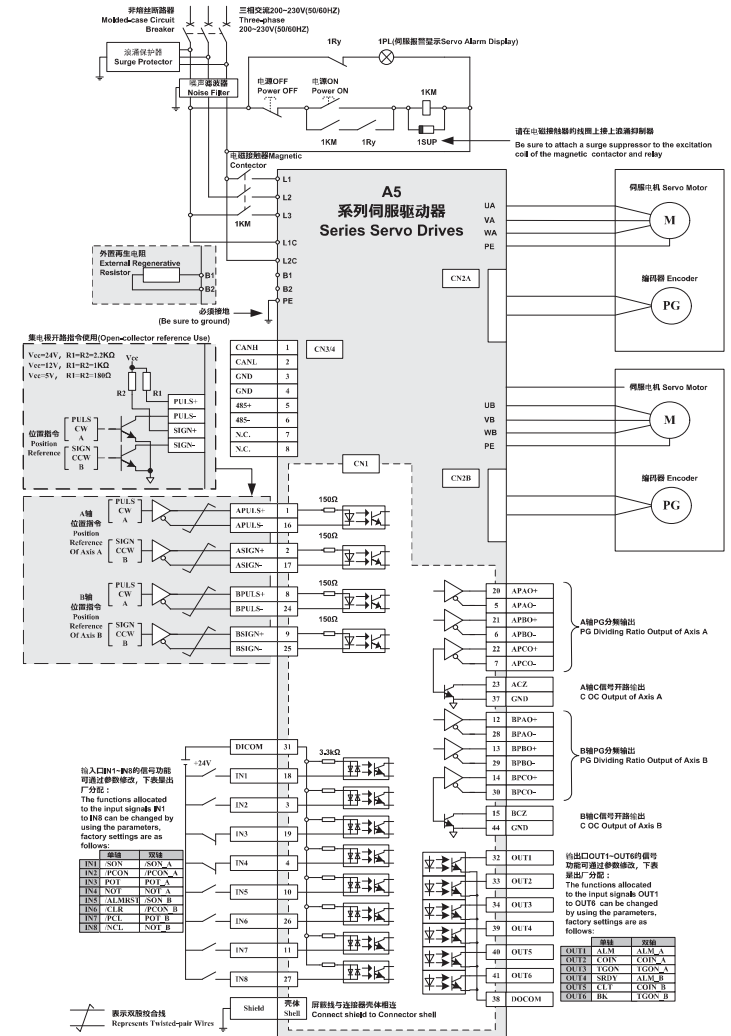 非熔丝断路器
Molded-case Circuit
Breaker
三相交流200~230V(50/60HZ)
Three-phase
200~230V(50/60HZ)
浪涌保护器
Surge Protector
噪声滤波器
Noise Filter
1Ry
1PL(伺服报警显示Servo Alarm Display)
电源OFF
Power OFF
电源ON
Power ON
1KM
1KM
1Ry
1SUP
请在电磁接触器的线圈上接上浪涌抑制器
Be sure to attach a surge suppressor to the excitation
coil of the magnetic contactor and relay
电磁接触器Magnetic
Contector
1KM
L1
L2
L3
L1C
L2C
B1
B2
PE
A5
系列伺服驱动器
Series Servo Drives
外置再生电阻
External Regenerative
Resistor
B1
B2
必须接地
(Be sure to ground)
UA
VA
WA
PE
CN2A
伺服电机 Servo Motor
M
编码器 Encoder
PG
UB
VB
WB
PE
CN2B
伺服电机 Servo Motor
M
编码器 Encoder
PG
集电极开路指令使用(Open-collector reference Use)
Vcc=24V, R1=R2=2.2KΩ
Vcc=12V, R1=R2=1KΩ
Vcc=5V, R1=R2=180Ω
Vcc
R2
R1
PULS+
PULS-
SIGN+
SIGN-
位置指令
Position
Reference
PULS
CW
A
SIGN
CCW
B
CANH 1
CANL 2
GND 3
GND 4
485+ 5
485- 6
N.C. 7
N.C. 8
CN3/4
CN1
A轴
位置指令
Position
Reference
Of Axis A
PULS
CW
A
SIGN
CCW
B
APULS+ 1
APULS- 16
ASIGN+ 2
ASIGN- 17
150Ω
150Ω
B轴
位置指令
Position
Reference
Of Axis B
PULS
CW
A
SIGN
CCW
B
BPULS+ 8
BPULS- 24
BSIGN+ 9
BSIGN- 25
150Ω
150Ω
20 APAO+
5 APAO-
21 APBO+
6 APBO-
22 APCO+
7 APCO-
A轴PG分频输出
PG Dividing Ratio Output of Axis A
23 ACZ
37 GND
A轴C信号开路输出
C OC Output of Axis A
12 BPAO+
28 BPAO-
13 BPBO+
29 BPBO-
14 BPCO+
30 BPCO-
B轴PG分频输出
PG Dividing Ratio Output of Axis B
15 BCZ
44 GND
B轴C信号开路输出
C OC Output of Axis B
+24V
DICOM 31
IN1 18
IN2 3
IN3 19
IN4 4
IN5 10
IN6 26
IN7 11
IN8 27
3.3kΩ
输入口IN1~IN8的信号功能
可通过参数修改，下表是出
厂分配：
The functions allocated
to the input signals IN1
to IN8 can be changed by
using the parameters,
factory settings are as
follows:
单轴 双轴
IN1 /SON /SON_A
IN2 /PCON /PCON_A
IN3 POT POT_A
IN4 NOT NOT_A
IN5 /ALMRST /SON_B
IN6 /CLR /PCON_B
IN7 /PCL POT_B
IN8 /NCL NOT_B
32 OUT1
33 OUT2
34 OUT3
39 OUT4
40 OUT5
41 OUT6
38 DOCOM
输出口OUT1~OUT6的信号
功能可通过参数修改，下表
是出厂分配：
The functions allocated
to the input signals OUT1
to OUT6 can be changed
by using the parameters,
factory settings are as
follows:
单轴 双轴
OUT1 ALM ALM_A
OUT2 COIN COIN_A
OUT3 TGON TGON_A
OUT4 SRDY ALM_B
OUT5 CLT COIN_B
OUT6 BK TGON_B
表示双股绞合线
Represents Twisted-pair Wires
Shield
壳体
Shell
屏蔽线与连接器壳体相连
Connect shield to Connector shell